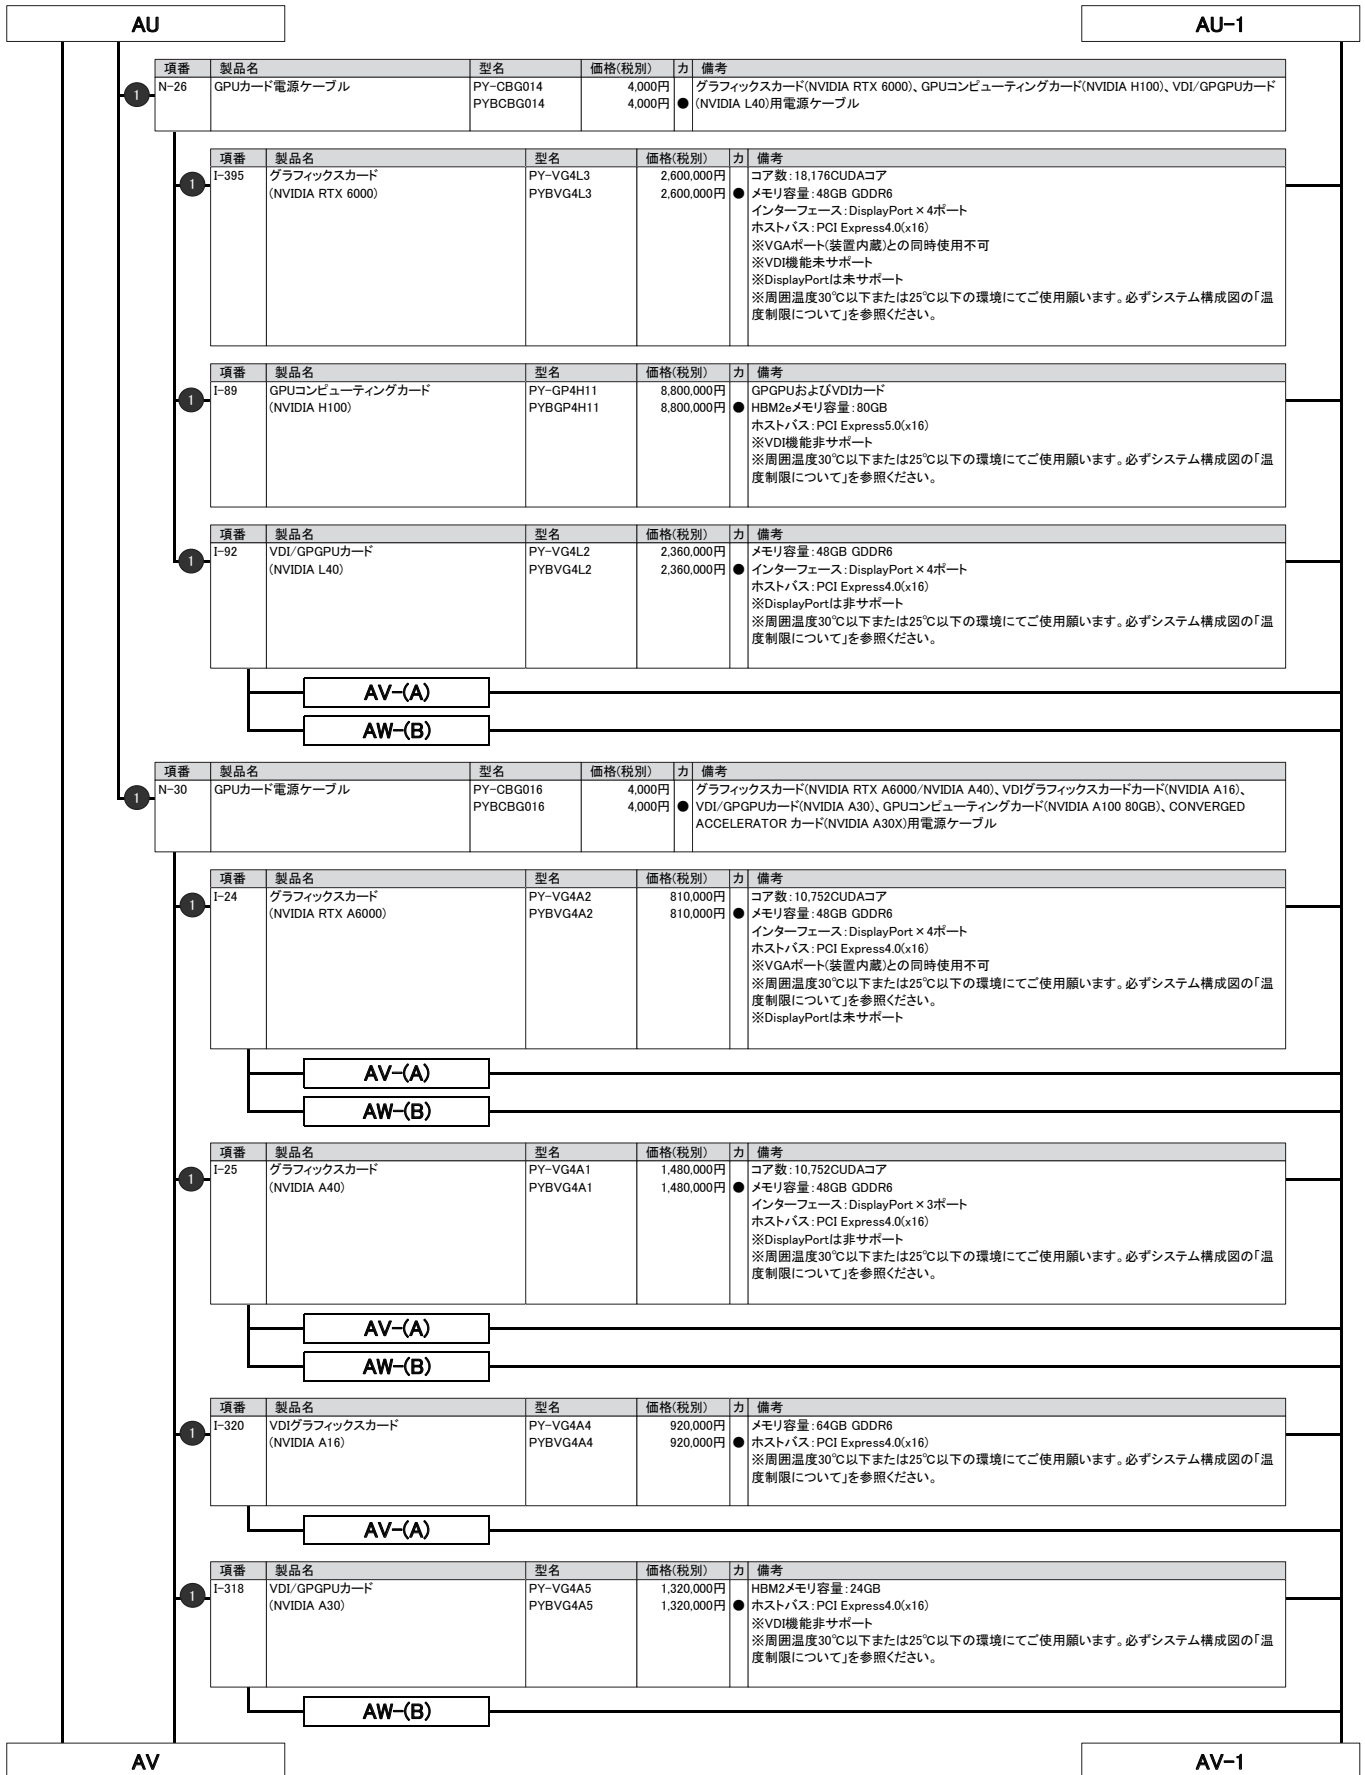 AU
AU-1
項番 製品名 型名 価格(税別) カ 備考
1 N-26 GPUカード電源ケーブル PY-CBG014 4,000円 グラフィックスカード(NVIDIA RTX 6000)、GPUコンピューティングカード(NVIDIA H100)、VDI/GPGPUカード
PYBCBG014 4,000円 ● (NVIDIA L40)用電源ケーブル
項番 製品名 型名 価格(税別) カ 備考
1 I-395 グラフィックスカード PY-VG4L3 2,600,000円 コア数:18,176CUDAコア
(NVIDIA RTX 6000) PYBVG4L3 2,600,000円 ● メモリ容量:48GB GDDR6
インターフェース:DisplayPort×4ポート
ホストバス:PCI Express4.0(x16)
※VGAポート(装置内蔵)との同時使用不可
※VDI機能未サポート
※DisplayPortは未サポート
※周囲温度30℃以下または25℃以下の環境にてご使用願います。必ずシステム構成図の「温
度制限について」を参照ください。
項番 製品名 型名 価格(税別) カ 備考
1 I-89 GPUコンピューティングカード PY-GP4H11 8,800,000円 GPGPUおよびVDIカード
(NVIDIA H100) PYBGP4H11 8,800,000円 ● HBM2eメモリ容量:80GB
ホストバス:PCI Express5.0(x16)
※VDI機能非サポート
※周囲温度30℃以下または25℃以下の環境にてご使用願います。必ずシステム構成図の「温
度制限について」を参照ください。
項番 製品名 型名 価格(税別) カ 備考
1 I-92 VDI/GPGPUカード PY-VG4L2 2,360,000円 メモリ容量:48GB GDDR6
(NVIDIA L40) PYBVG4L2 2,360,000円 ● インターフェース:DisplayPort×4ポート
ホストバス:PCI Express4.0(x16)
※DisplayPortは非サポート
※周囲温度30℃以下または25℃以下の環境にてご使用願います。必ずシステム構成図の「温
度制限について」を参照ください。
AV-(A)
AW-(B)
項番 製品名 型名 価格(税別) カ 備考
1 N-30 GPUカード電源ケーブル PY-CBG016 4,000円 グラフィックスカード(NVIDIA RTX A6000/NVIDIA A40)、VDIグラフィックスカードカード(NVIDIA A16)、
PYBCBG016 4,000円 ● VDI/GPGPUカード(NVIDIA A30)、GPUコンピューティングカード(NVIDIA A100 80GB)、CONVERGED
ACCELERATOR カード(NVIDIA A30X)用電源ケーブル
項番 製品名 型名 価格(税別) カ 備考
1 I-24 グラフィックスカード PY-VG4A2 810,000円 コア数:10,752CUDAコア
(NVIDIA RTX A6000) PYBVG4A2 810,000円 ● メモリ容量:48GB GDDR6
インターフェース:DisplayPort×4ポート
ホストバス:PCI Express4.0(x16)
※VGAポート(装置内蔵)との同時使用不可
※周囲温度30℃以下または25℃以下の環境にてご使用願います。必ずシステム構成図の「温
度制限について」を参照ください。
※DisplayPortは未サポート
AV-(A)
AW-(B)
項番 製品名 型名 価格(税別) カ 備考
1 I-25 グラフィックスカード PY-VG4A1 1,480,000円 コア数:10,752CUDAコア
(NVIDIA A40) PYBVG4A1 1,480,000円 ● メモリ容量:48GB GDDR6
インターフェース:DisplayPort×3ポート
ホストバス:PCI Express4.0(x16)
※DisplayPortは非サポート
※周囲温度30℃以下または25℃以下の環境にてご使用願います。必ずシステム構成図の「温
度制限について」を参照ください。
AV-(A)
AW-(B)
項番 製品名 型名 価格(税別) カ 備考
1 I-320 VDIグラフィックスカード PY-VG4A4 920,000円 メモリ容量:64GB GDDR6
(NVIDIA A16) PYBVG4A4 920,000円 ● ホストバス:PCI Express4.0(x16)
※周囲温度30℃以下または25℃以下の環境にてご使用願います。必ずシステム構成図の「温
度制限について」を参照ください。
AV-(A)
項番 製品名 型名 価格(税別) カ 備考
1 I-318 VDI/GPGPUカード PY-VG4A5 1,320,000円 HBM2メモリ容量:24GB
(NVIDIA A30) PYBVG4A5 1,320,000円 ● ホストバス:PCI Express4.0(x16)
※VDI機能非サポート
※周囲温度30℃以下または25℃以下の環境にてご使用願います。必ずシステム構成図の「温
度制限について」を参照ください。
AW-(B)
AV
AV-1